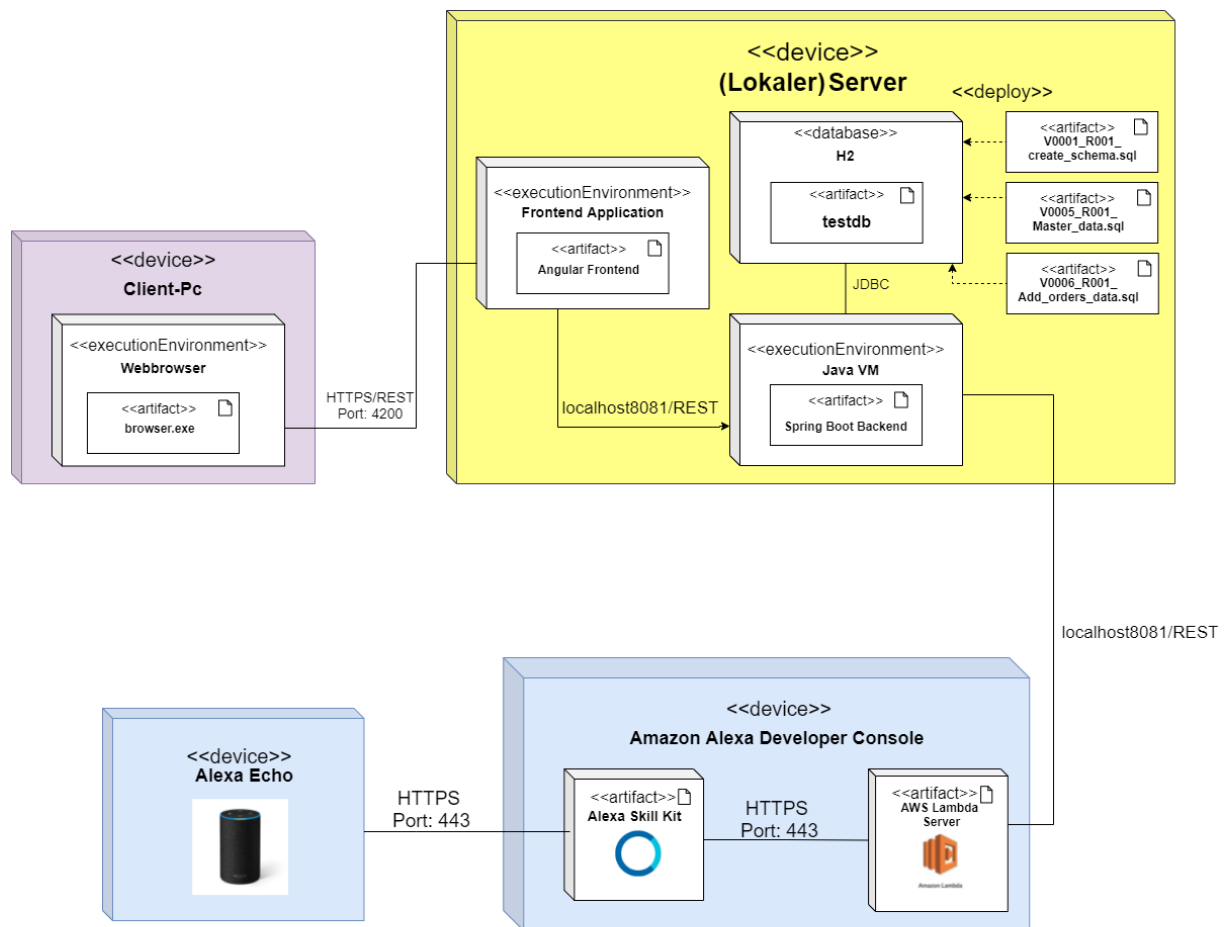 <<device>>
(Lokaler) Server
<<deploy>>
<<database>>
H2
<<artifact>>
testdb
<<artifact>>
V0001_R001_
create_schema.sql
<<artifact>>
V0005_R001_
Master_data.sql
<<artifact>>
V0006_R001_
Add_orders_data.sql
<<executionEnvironment>>
Frontend Application
<<artifact>>
Angular Frontend
JDBC
<<device>>
Client-Pc
<<executionEnvironment>>
Webbrowser
<<artifact>>
browser.exe
HTTPS/REST
Port: 4200
localhost8081/REST
<<executionEnvironment>>
Java VM
<<artifact>>
Spring Boot Backend
localhost8081/REST
<<device>>
Amazon Alexa Developer Console
<<device>>
Alexa Echo
HTTPS
Port: 443
<<artifact>>
Alexa Skill Kit
HTTPS
Port: 443
<<artifact>>
AWS Lambda
Server
Amazon Lambda